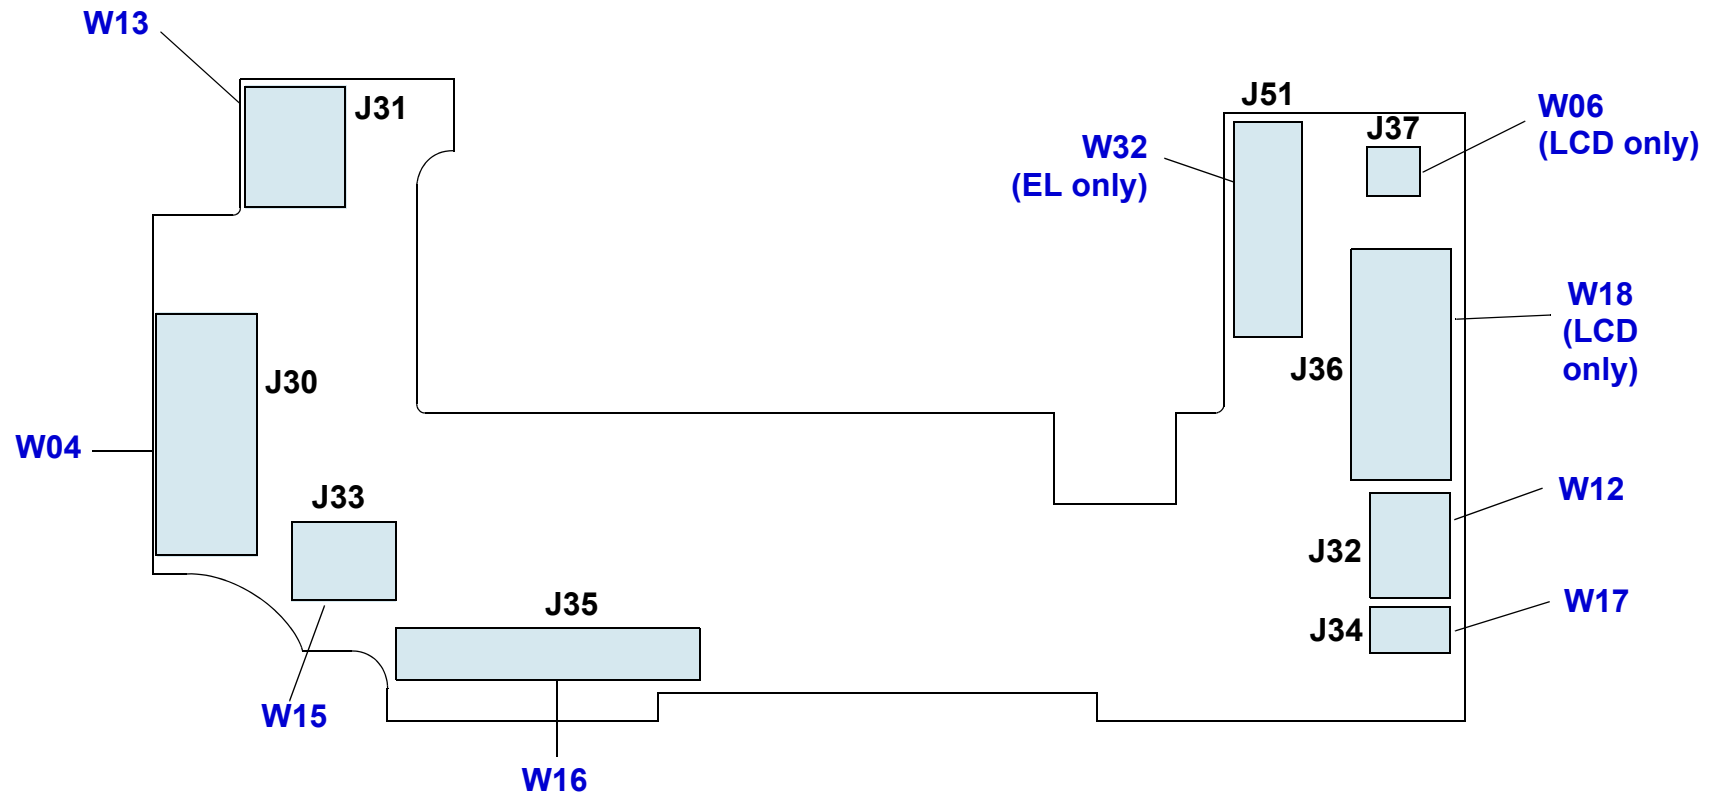 W13
J31
J51
J37
W06
(LCD only)
W32
(EL only)
W18
(LCD
only)
J36
J30
W04
J33
W12
J32
J35
W17
J34
W15
W16